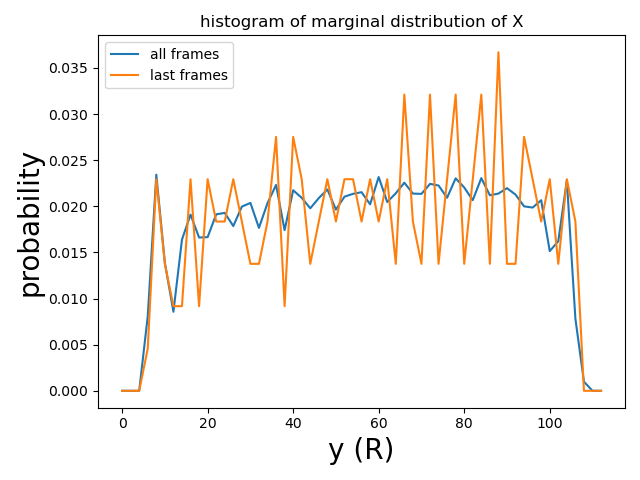 histogram of marginal distribution of X
all frames
last frames
0.035
0.030
0.025
0.020
0.015
0.010
0.005
0.000
probability
0 20 40 60 80 100
y (R)